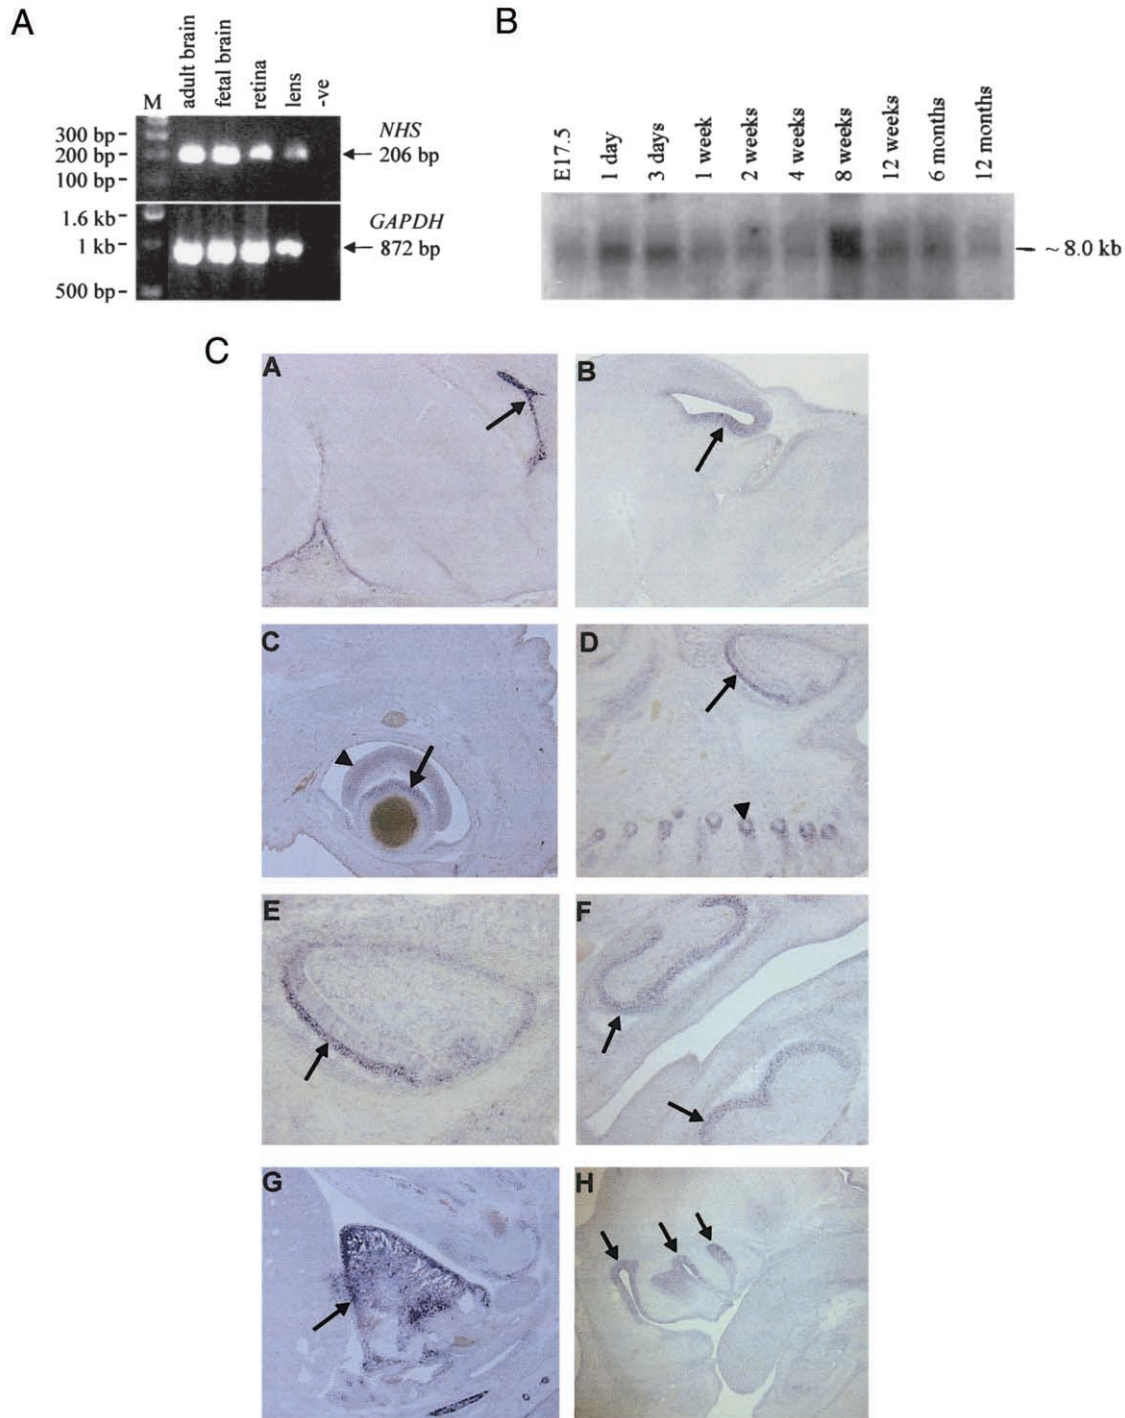 A
M
adult brain
fetal brain
retina
lens
-ve
300 bp
200 bp
100 bp
NHS
206 bp
1.6 kb
1 kb
500 bp
GAPDH
872 bp
B
E17.5
1 day
3 days
1 week
2 weeks
4 weeks
8 weeks
12 weeks
6 months
12 months
~ 8.0 kb
C
A
B
C
D
E
F
G
H